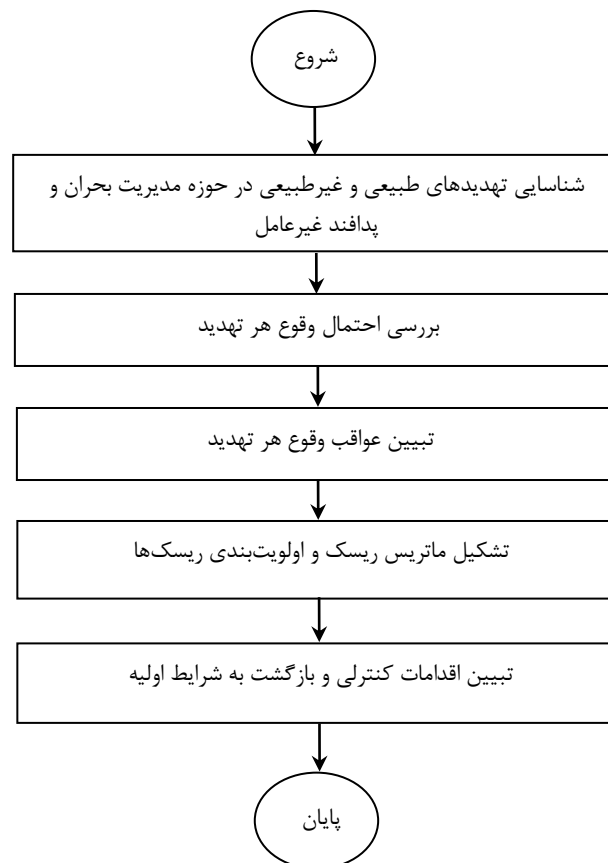 شروع
شناسایی تهدیدهای طبیعی و غیرطبیعی در حوزه مدیریت بحران و
پدافند غیرعامل
بررسی احتمال وقوع هر تهدید
تبیین عواقب وقوع هر تهدید
تشکیل ماتریس ریسک و اولویت‌بندی ریسک‌ها
تبیین اقدامات کنترلی و بازگشت به شرایط اولیه
پایان